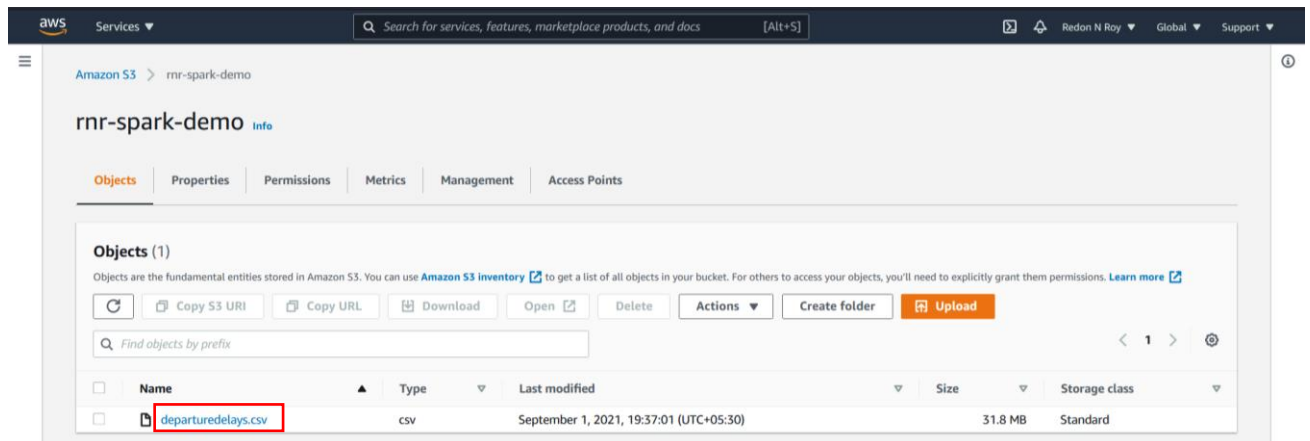 aws Services ▼ Search for services, features, marketplace products, and docs [Alt+S] Redon N Roy ▼ Global ▼ Support ▼
Amazon S3 > rnr-spark-demo
rnr-spark-demo Info
Objects Properties Permissions Metrics Management Access Points
Objects (1)
Objects are the fundamental entities stored in Amazon S3. You can use Amazon S3 inventory to get a list of all objects in your bucket. For others to access your objects, you'll need to explicitly grant them permissions. Learn more
Copy S3 URI Copy URL Download Open Delete Actions ▼ Create folder Upload
Find objects by prefix < 1 >
Name ▲ Type ▽ Last modified ▽ Size ▽ Storage class ▽
departuredelays.csv csv September 1, 2021, 19:37:01 (UTC+05:30) 31.8 MB Standard